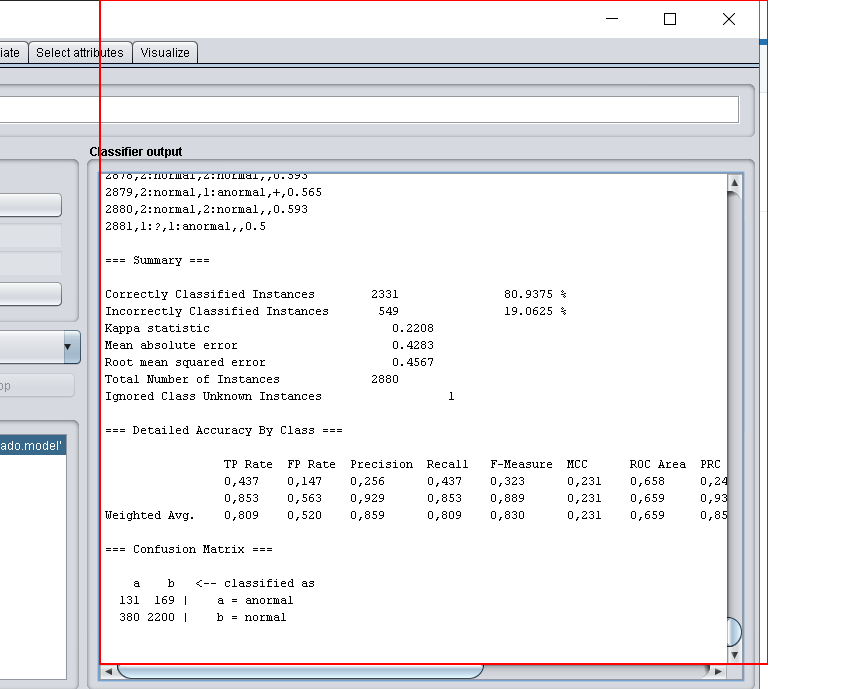 iate Select attributes Visualize
Classifier output
2878,2:normal,2:normal,,0.593
2879,2:normal,1:anormal,+,0.565
2880,2:normal,2:normal,,0.593
2881,1:?,1:anormal,,0.5
=== Summary ===
Correctly Classified Instances 2331 80.9375 %
Incorrectly Classified Instances 549 19.0625 %
Kappa statistic 0.2208
Mean absolute error 0.4283
Root mean squared error 0.4567
Total Number of Instances 2880
Ignored Class Unknown Instances 1
=== Detailed Accuracy By Class ===
TP Rate FP Rate Precision Recall F-Measure MCC ROC Area PRC
0,437 0,147 0,256 0,437 0,323 0,231 0,658 0,24
0,853 0,563 0,929 0,853 0,889 0,231 0,659 0,93
Weighted Avg. 0,809 0,520 0,859 0,809 0,830 0,231 0,659 0,85
=== Confusion Matrix ===
a b <-- classified as
131 169 | a = anormal
380 2200 | b = normal
op
ado.model'